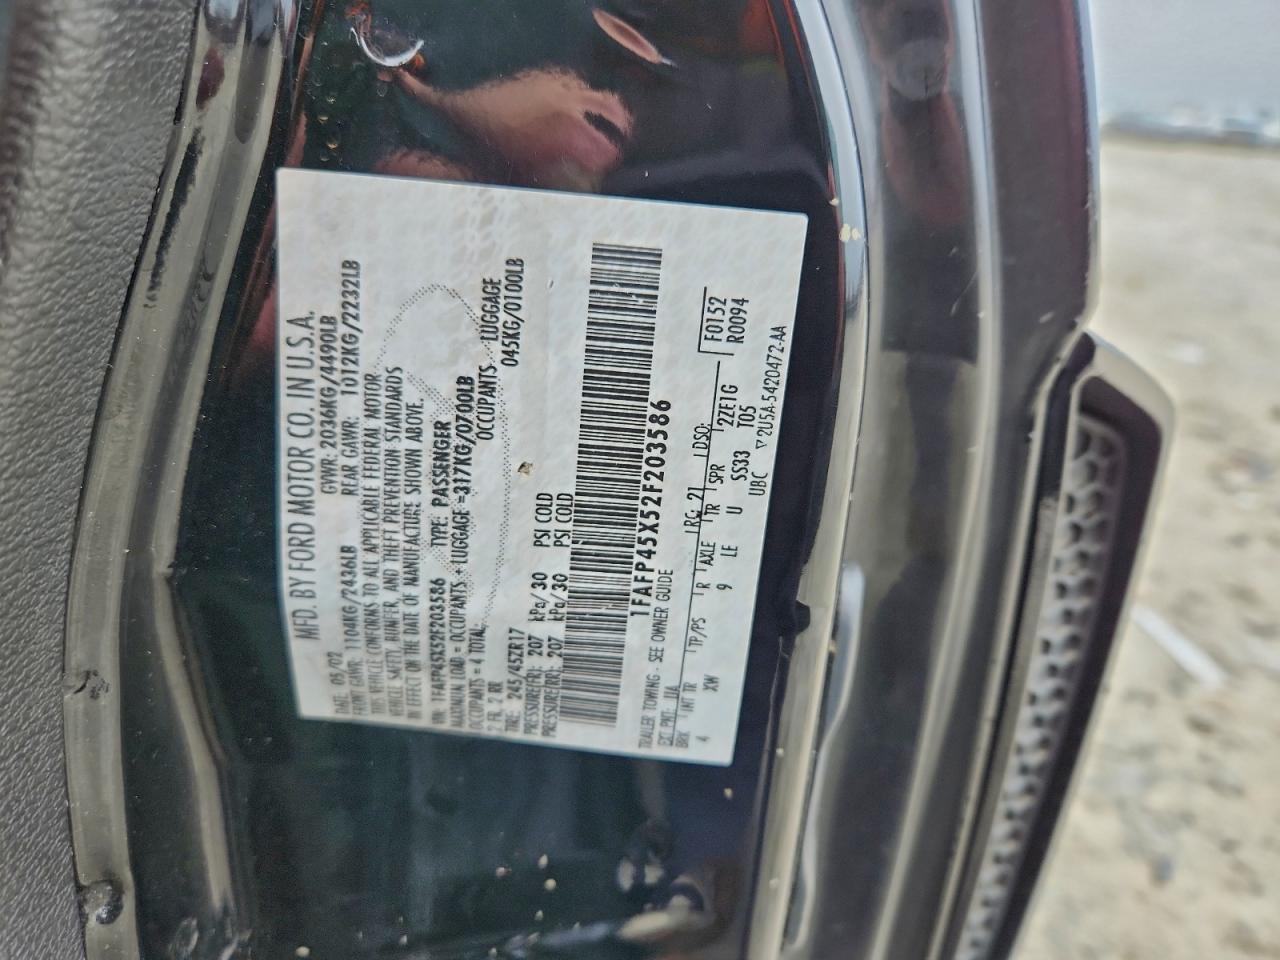 MFD. BY FORD MOTOR CO. IN U.S.A.
DATE: 05/02 GVWR: 2036KG/4490LB
FRONT GAWR: 1104KG/2436LB REAR GAWR: 1012KG/2232LB
THIS VEHICLE CONFORMS TO ALL APPLICABLE FEDERAL MOTOR
VEHICLE SAFETY, BUMPER, AND THEFT PREVENTION STANDARDS
IN EFFECT ON THE DATE OF MANUFACTURE SHOWN ABOVE.
VIN: 1FAFP45X52F203586 TYPE: PASSENGER
MAXIMUM LOAD = OCCUPANTS + LUGGAGE =317KG/0700LB
OCCUPANTS = 4 TOTAL, OCCUPANTS LUGGAGE
2 FR, 2 RR 045KG/0100LB
TIRE: 245/45ZR17
PRESSURE(FR): 207 kPa/30 PSI COLD
PRESSURE(RR): 207 kPa/30 PSI COLD
1FAFP45X52F203586
TRAILER TOWING - SEE OWNER GUIDE F0152
EXT PNT: UA RC: 21 DSO: R0094
BRK INT TR TP/PS R AXLE TR SPR 2ZE1G
4 XW 9 LE U SS33 T05
UBC ▽2U5A-5420472-AA